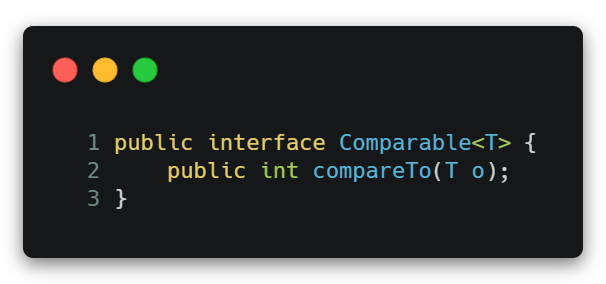 1 public interface Comparable<T> {
2     public int compareTo(T o);
3 }